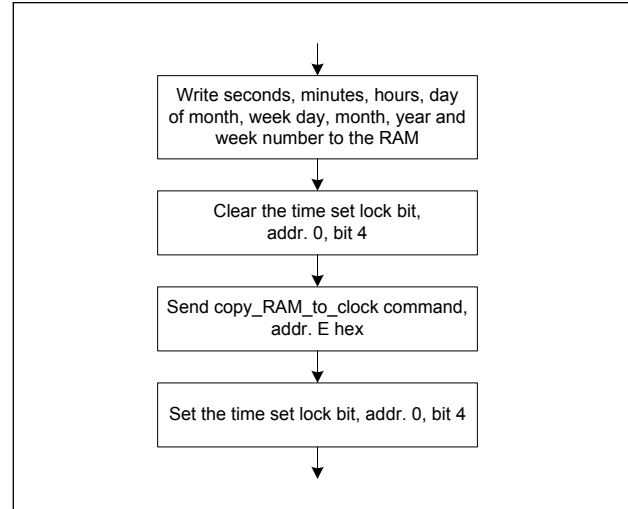 Write seconds, minutes, hours, day
of month, week day, month, year and
week number to the RAM
Clear the time set lock bit,
addr. 0, bit 4
Send copy_RAM_to_clock command,
addr. E hex
Set the time set lock bit, addr. 0, bit 4